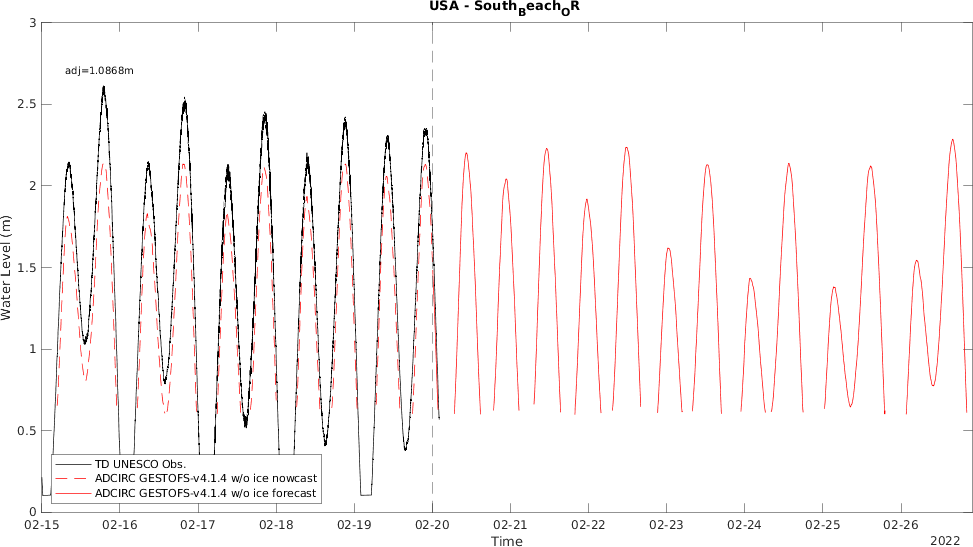 USA - SouthBeachOR
3
adj=1.0868m
2.5
2
1.5
1
0.5
0
Water Level (m)
TD UNESCO Obs.
ADCIRC GESTOFS-v4.1.4 w/o ice nowcast
ADCIRC GESTOFS-v4.1.4 w/o ice forecast
02-15 02-16 02-17 02-18 02-19 02-20 02-21 02-22 02-23 02-24 02-25 02-26
Time
2022